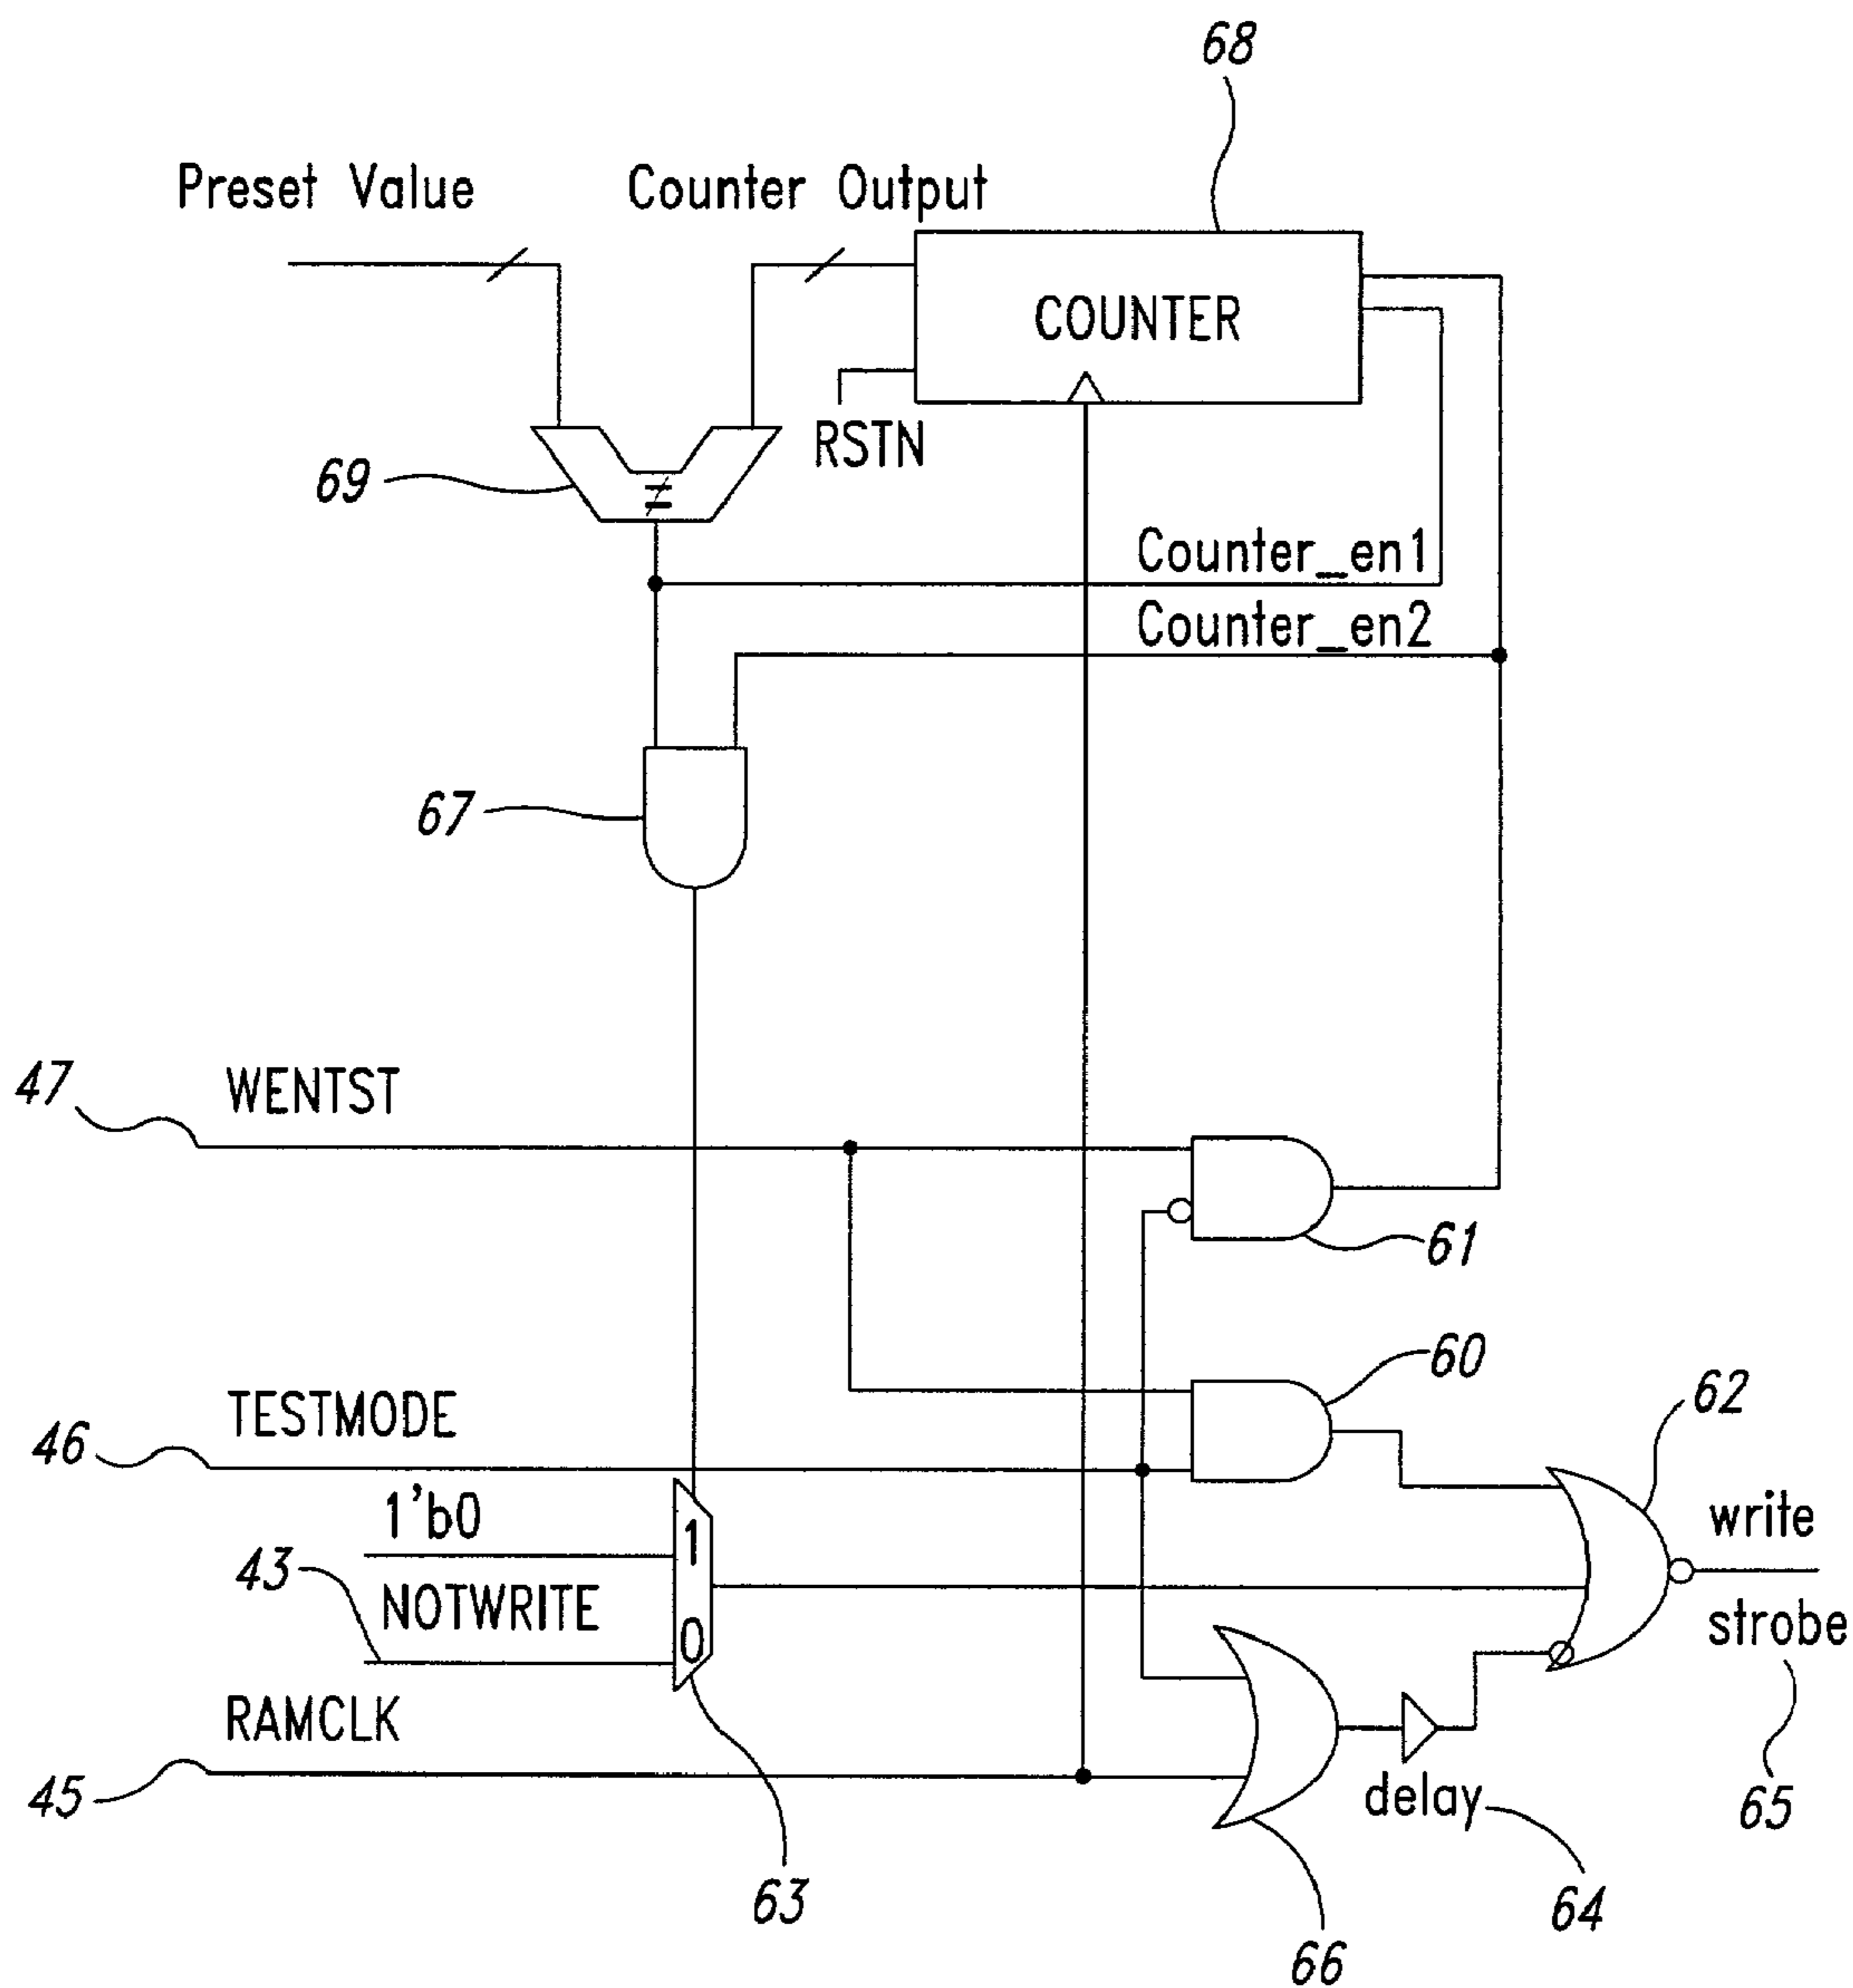 68
Preset Value
Counter Output
COUNTER
RSTN
69
≠
Counter_en1
Counter_en2
67
47
WENTST
61
60
62
TESTMODE
46
1'b0
1
write
43
NOTWRITE
0
strobe
RAMCLK
45
delay
65
63
64
66